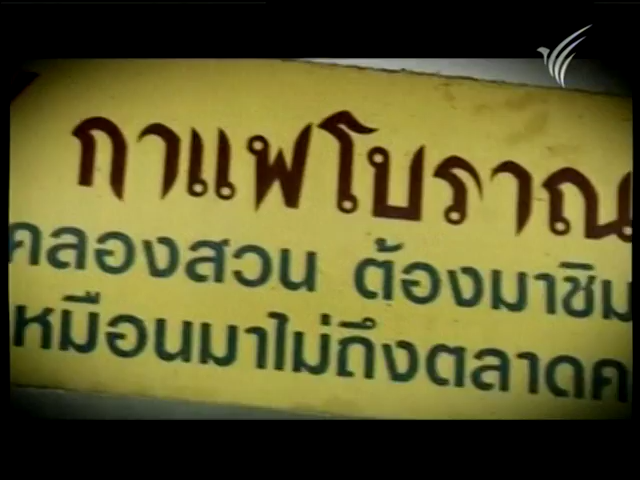 กาแฟโบราณ
คลองสวน ต้องมาชิม
เหมือนมาไม่ถึงตลาดค